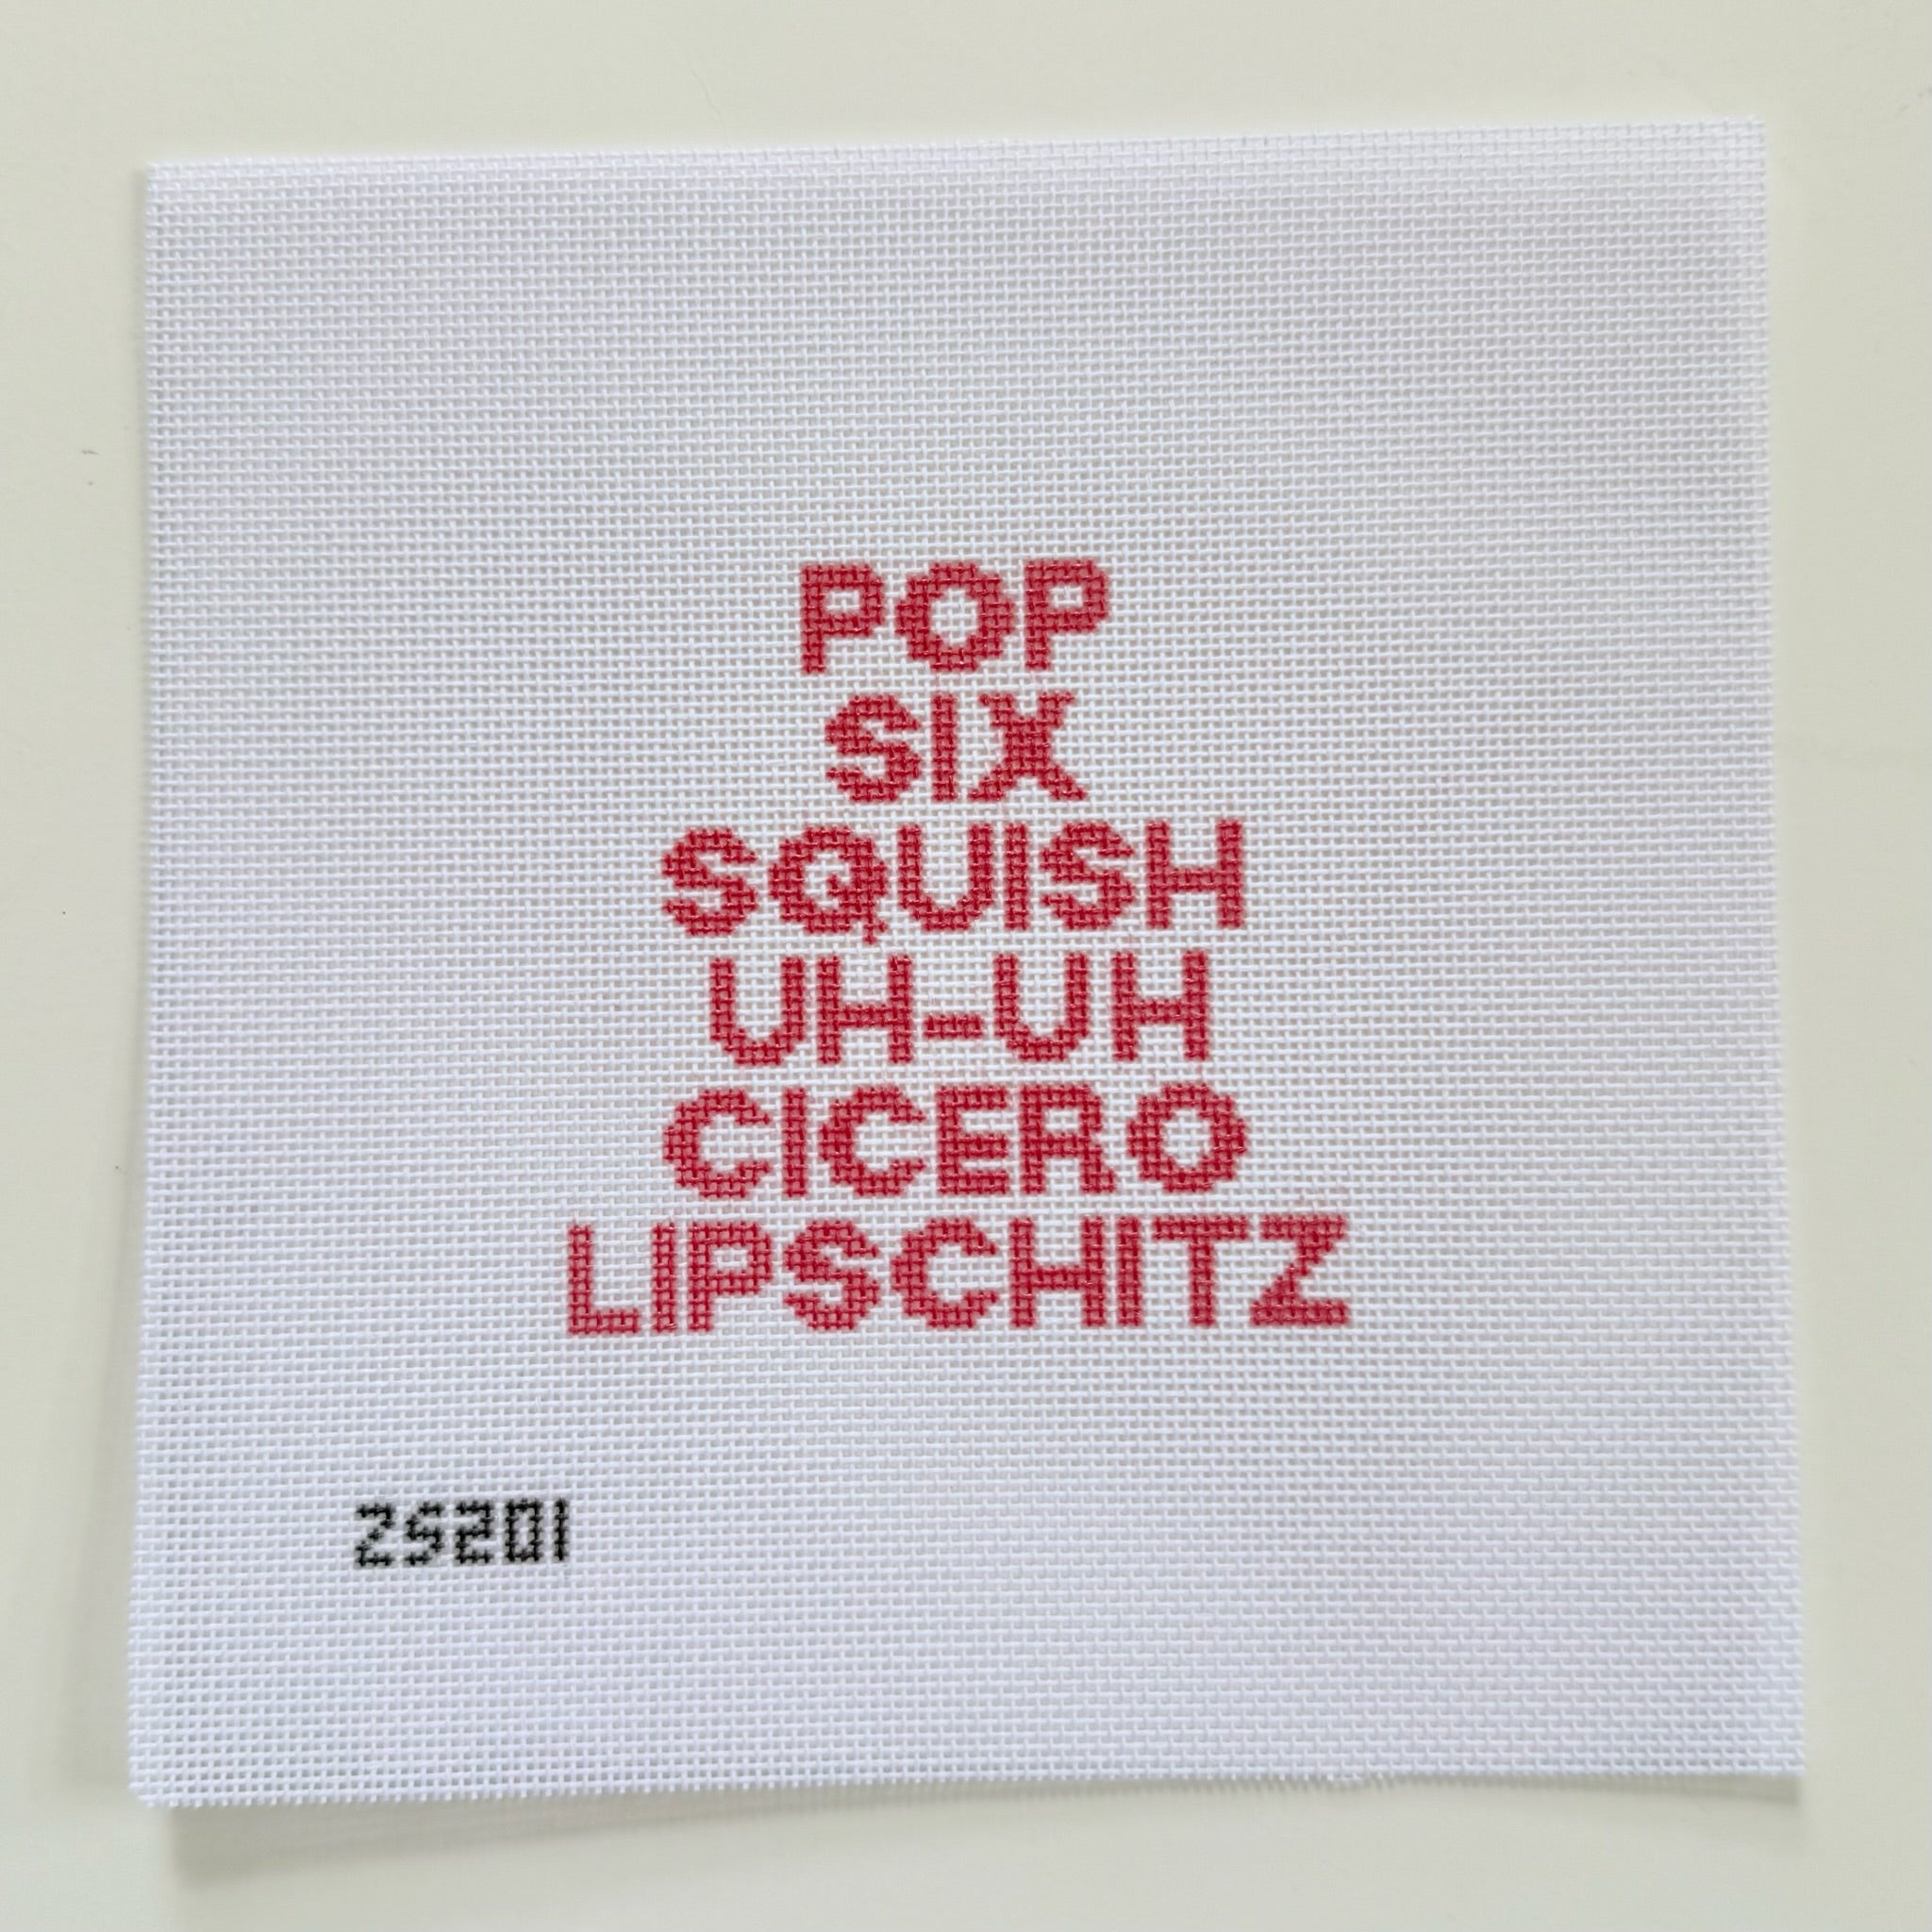 POP
SIX
SQUISH
UH-UH
CICERO
LIPSCHITZ
ZS201